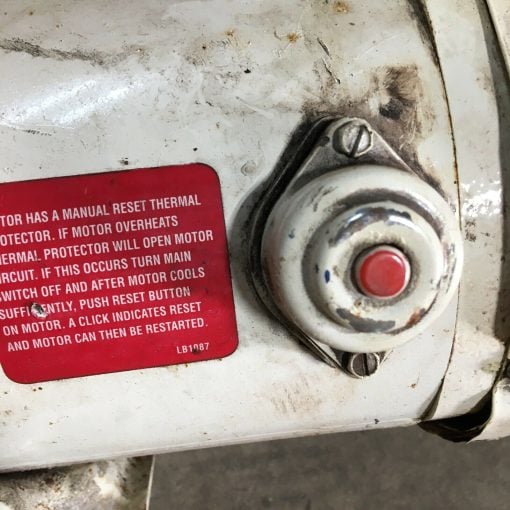 TOR HAS A MANUAL RESET THERMAL
OTECTOR. IF MOTOR OVERHEATS
HERMAL PROTECTOR WILL OPEN MOTOR
IRCUIT. IF THIS OCCURS TURN MAIN
SWITCH OFF AND AFTER MOTOR COOLS
SUFFICIENTLY, PUSH RESET BUTTON
ON MOTOR. A CLICK INDICATES RESET
AND MOTOR CAN THEN BE RESTARTED.
LB1087